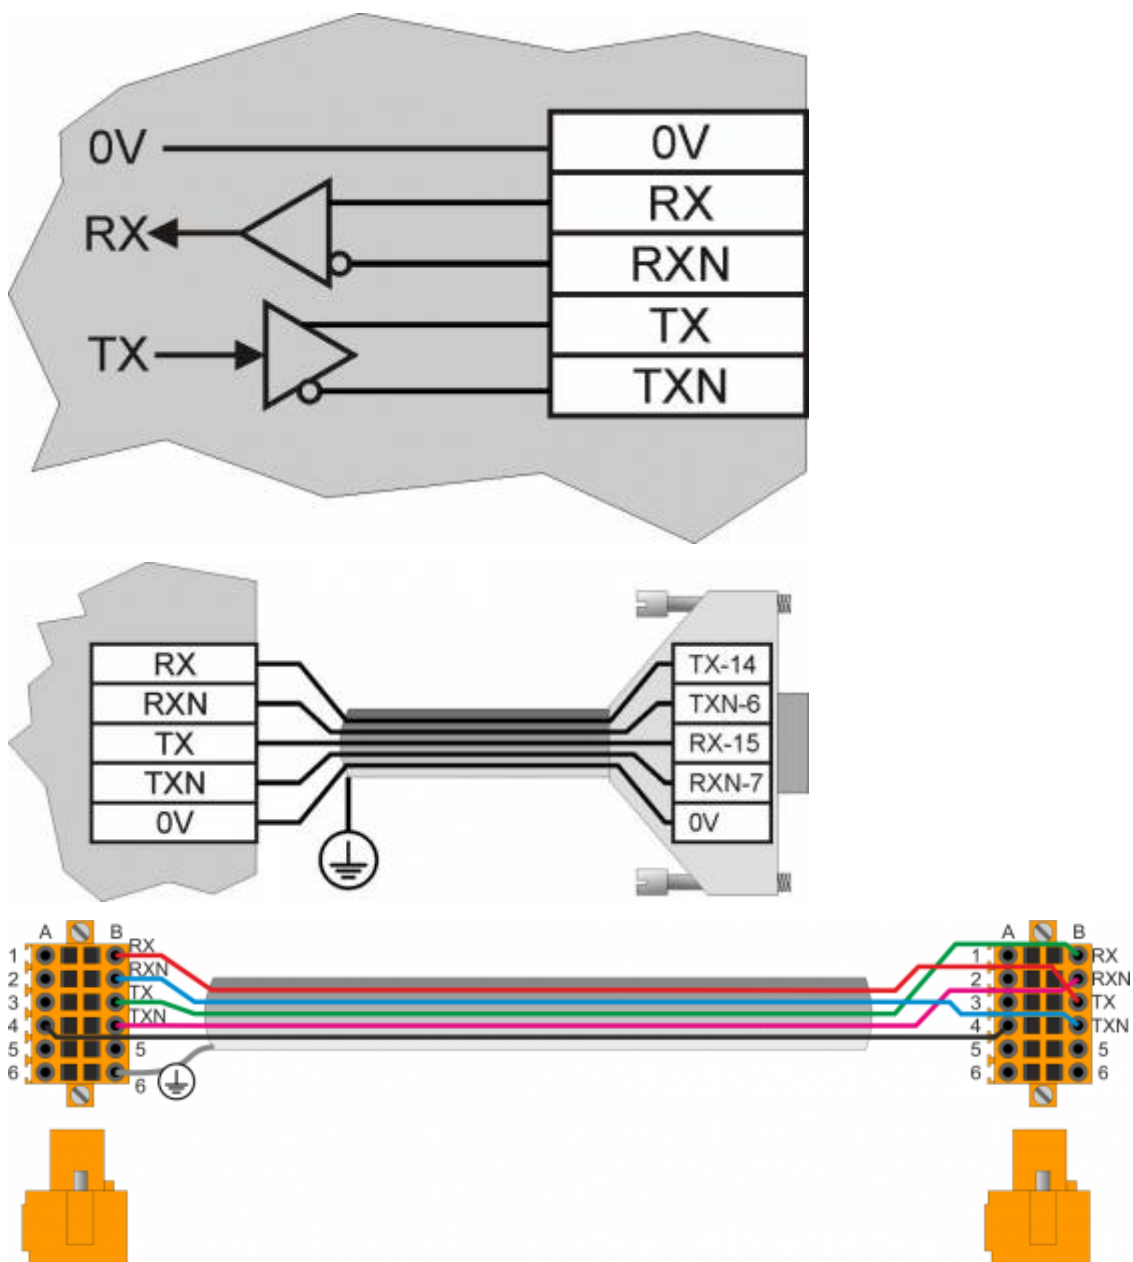 0V 0V
RX RX
RXN
TX TX
TXN
RX TX-14
RXN TXN-6
TX RX-15
TXN RXN-7
0V 0V
A B A B
1 RX 1 RX
2 RXN 2 RXN
3 TX 3 TX
4 TXN 4 TXN
5 5 5 5
6 6 6 6